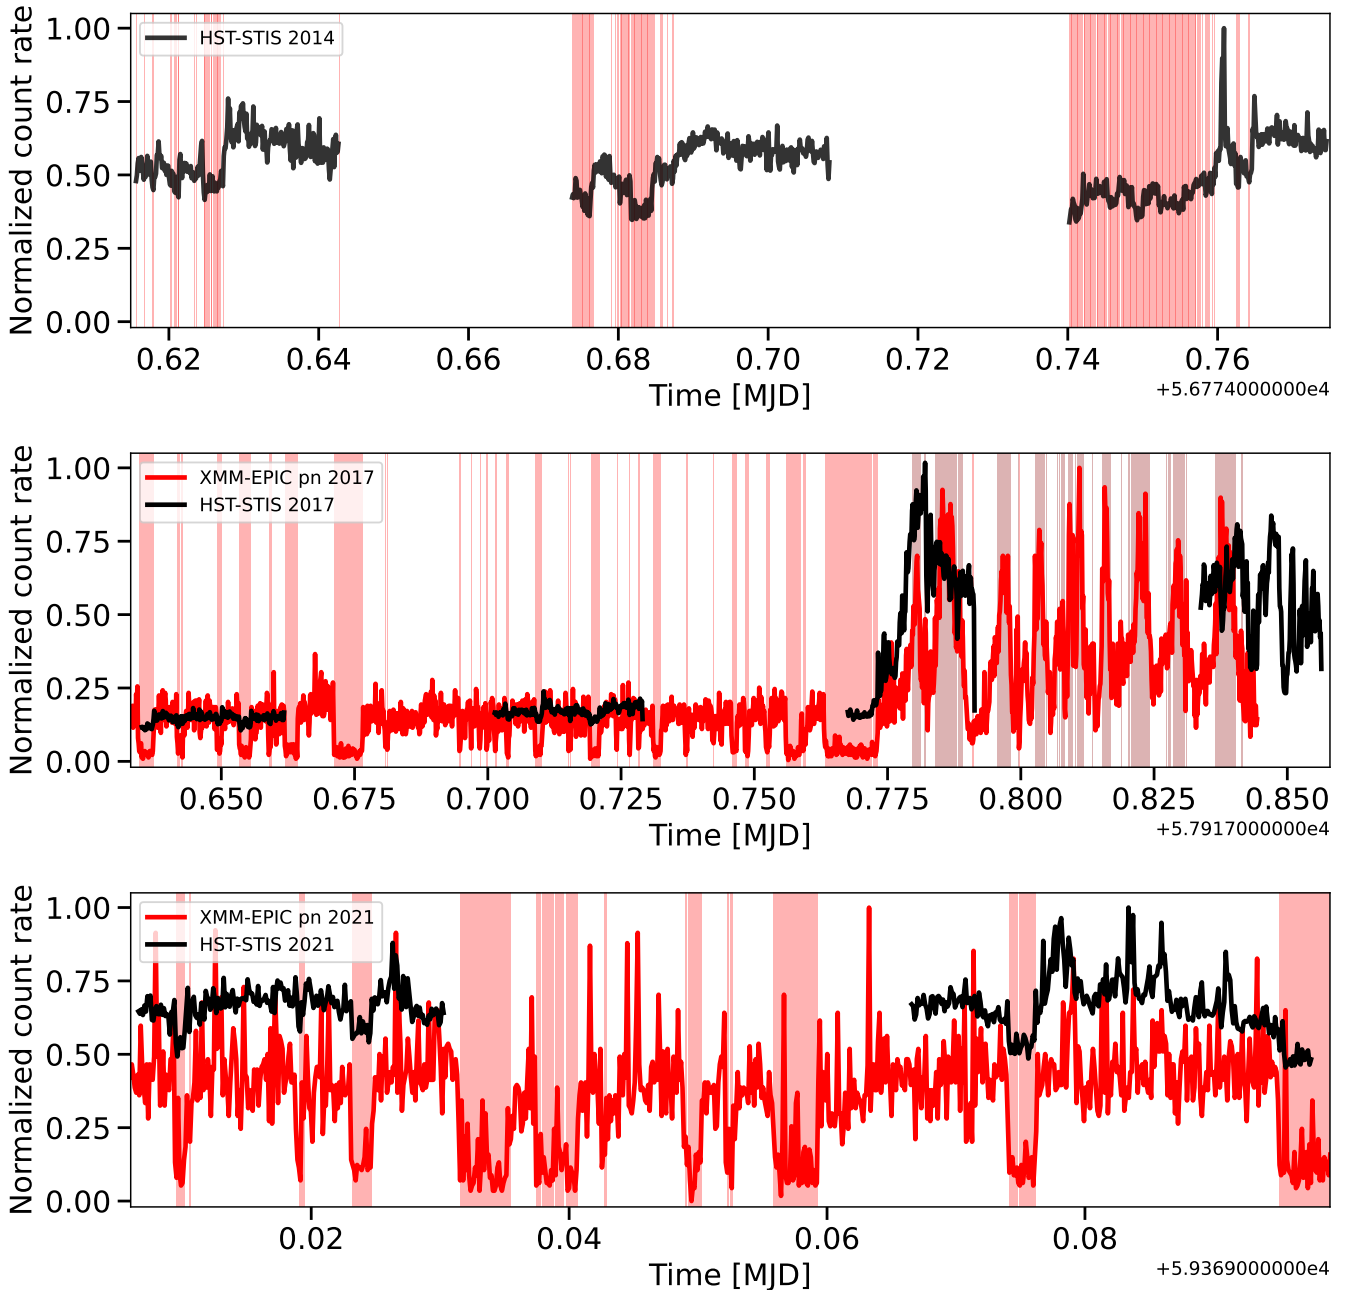 Normalized count rate
1.00
0.75
0.50
0.25
0.00
HST-STIS 2014
0.62 0.64 0.66 0.68 0.70 0.72 0.74 0.76
Time [MJD]
+5.6774000000e4
Normalized count rate
1.00
0.75
0.50
0.25
0.00
XMM-EPIC pn 2017
HST-STIS 2017
0.650 0.675 0.700 0.725 0.750 0.775 0.800 0.825 0.850
Time [MJD]
+5.7917000000e4
Normalized count rate
1.00
0.75
0.50
0.25
0.00
XMM-EPIC pn 2021
HST-STIS 2021
0.02 0.04 0.06 0.08
Time [MJD]
+5.9369000000e4